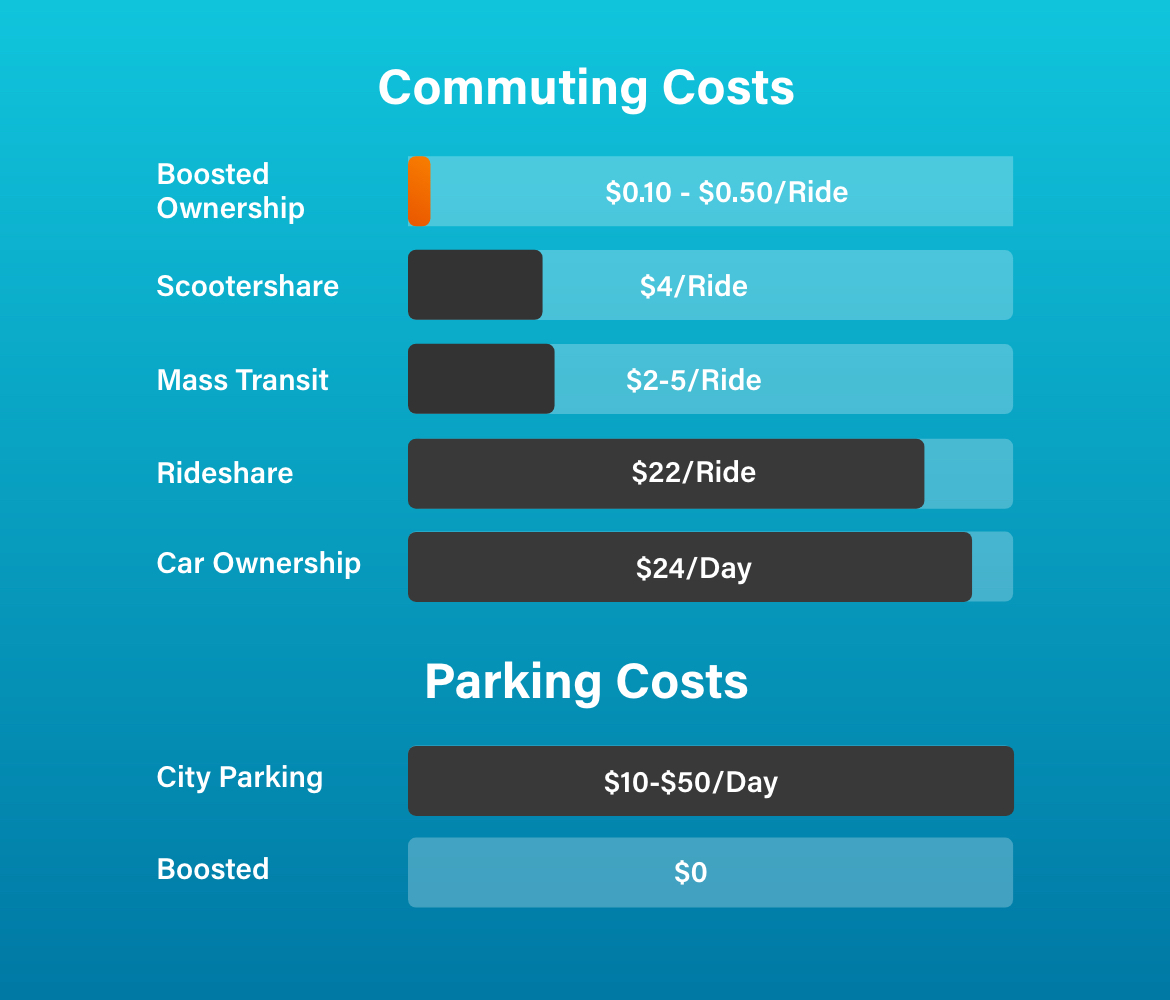 Commuting Costs
Boosted
Ownership
$0.10 - $0.50/Ride
Scootershare
$4/Ride
Mass Transit
$2-5/Ride
Rideshare
$22/Ride
Car Ownership
$24/Day
Parking Costs
City Parking
$10-$50/Day
Boosted
$0